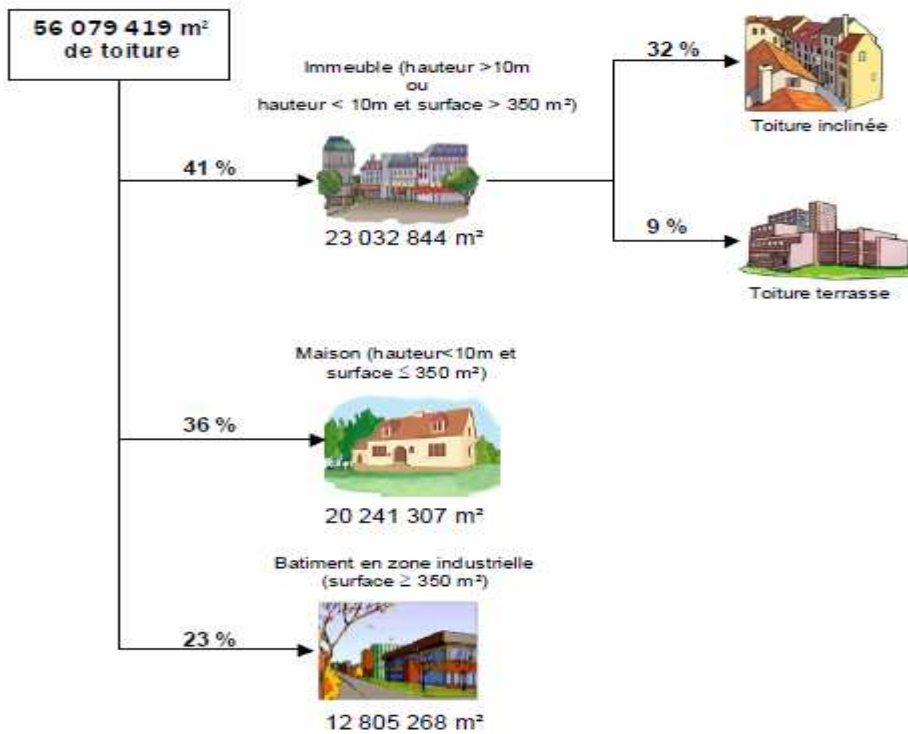 56 079 419 m²
de toiture
Immeuble (hauteur >10m
ou
hauteur < 10m et surface > 350 m²)
41 %
23 032 844 m²
32 %
Toiture inclinée
9 %
Toiture terrasse
Maison (hauteur<10m et
surface ≤ 350 m²)
36 %
20 241 307 m²
Batiment en zone industrielle
(surface ≥ 350 m²)
23 %
12 805 268 m²